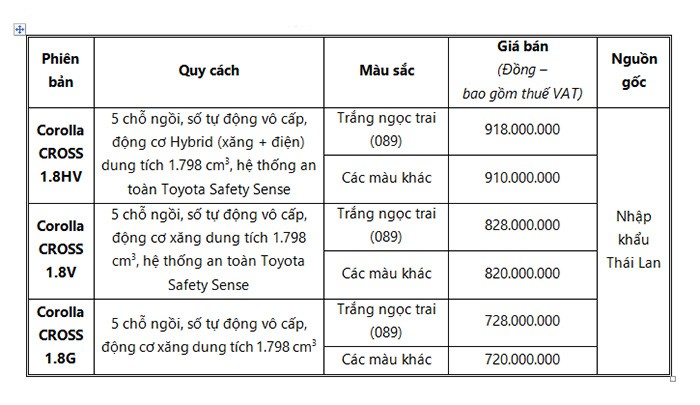 Phiên bản
Quy cách
Màu sắc
Giá bán
(Đồng –
bao gồm thuế VAT)
Nguồn gốc
Corolla
CROSS
1.8HV
5 chỗ ngồi, số tự động vô cấp,
động cơ Hybrid (xăng + điện)
dung tích 1.798 cm³, hệ thống an
toàn Toyota Safety Sense
Trắng ngọc trai
(089)
918.000.000
Các màu khác
910.000.000
Nhập
khẩu
Thái Lan
Corolla
CROSS
1.8V
5 chỗ ngồi, số tự động vô cấp,
động cơ xăng dung tích 1.798
cm³, hệ thống an toàn Toyota
Safety Sense
Trắng ngọc trai
(089)
828.000.000
Các màu khác
820.000.000
Corolla
CROSS
1.8G
5 chỗ ngồi, số tự động vô cấp,
động cơ xăng dung tích 1.798 cm³
Trắng ngọc trai
(089)
728.000.000
Các màu khác
720.000.000